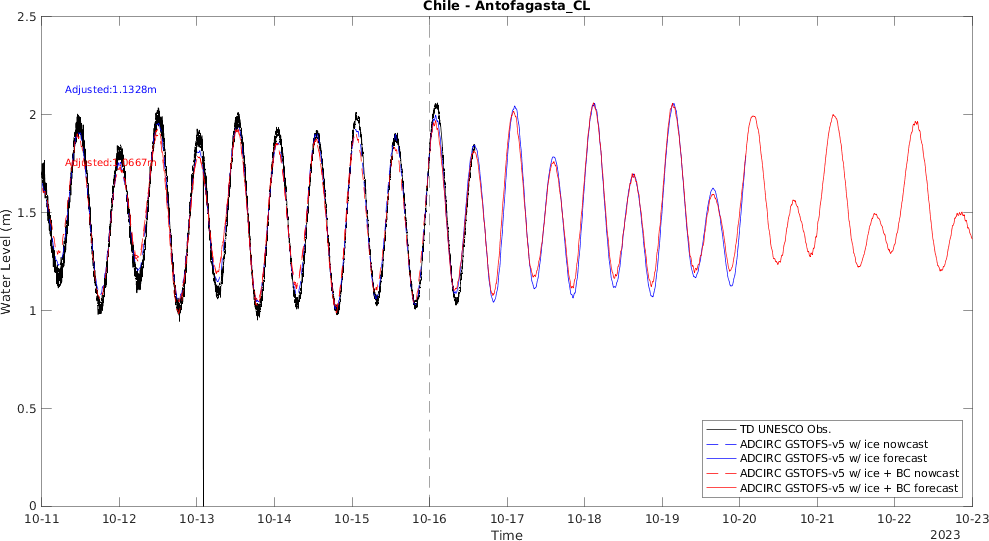 Chile - Antofagasta_CL
2.5
2
1.5
1
0.5
0
Water Level (m)
Adjusted:1.1328m
TD UNESCO Obs.
ADCIRC GSTOFS-v5 w/ ice nowcast
ADCIRC GSTOFS-v5 w/ ice forecast
ADCIRC GSTOFS-v5 w/ ice + BC nowcast
ADCIRC GSTOFS-v5 w/ ice + BC forecast
10-11 10-12 10-13 10-14 10-15 10-16 10-17 10-18 10-19 10-20 10-21 10-22 10-23
Time
2023